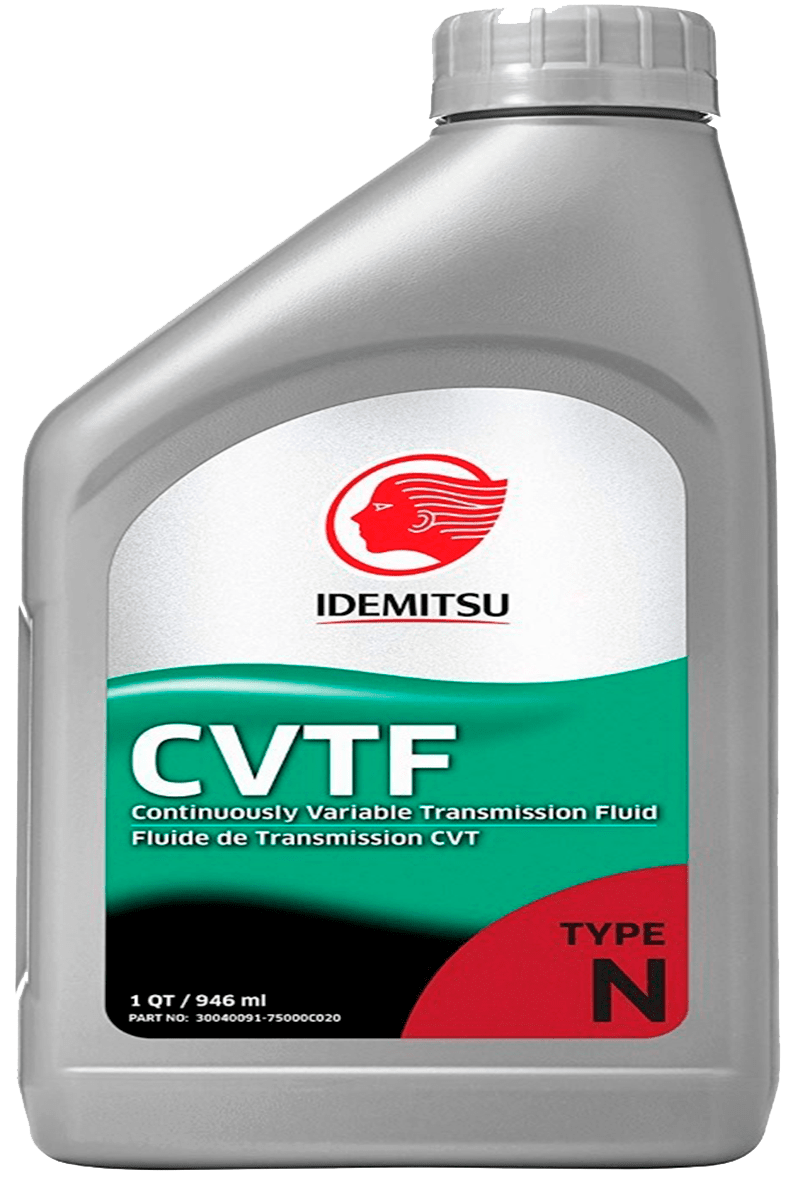 IDEMITSU
CVTF
Continuously Variable Transmission Fluid
Fluide de Transmission CVT
TYPE
N
1 QT / 946 ml
PART NO: 30040091-75000C020